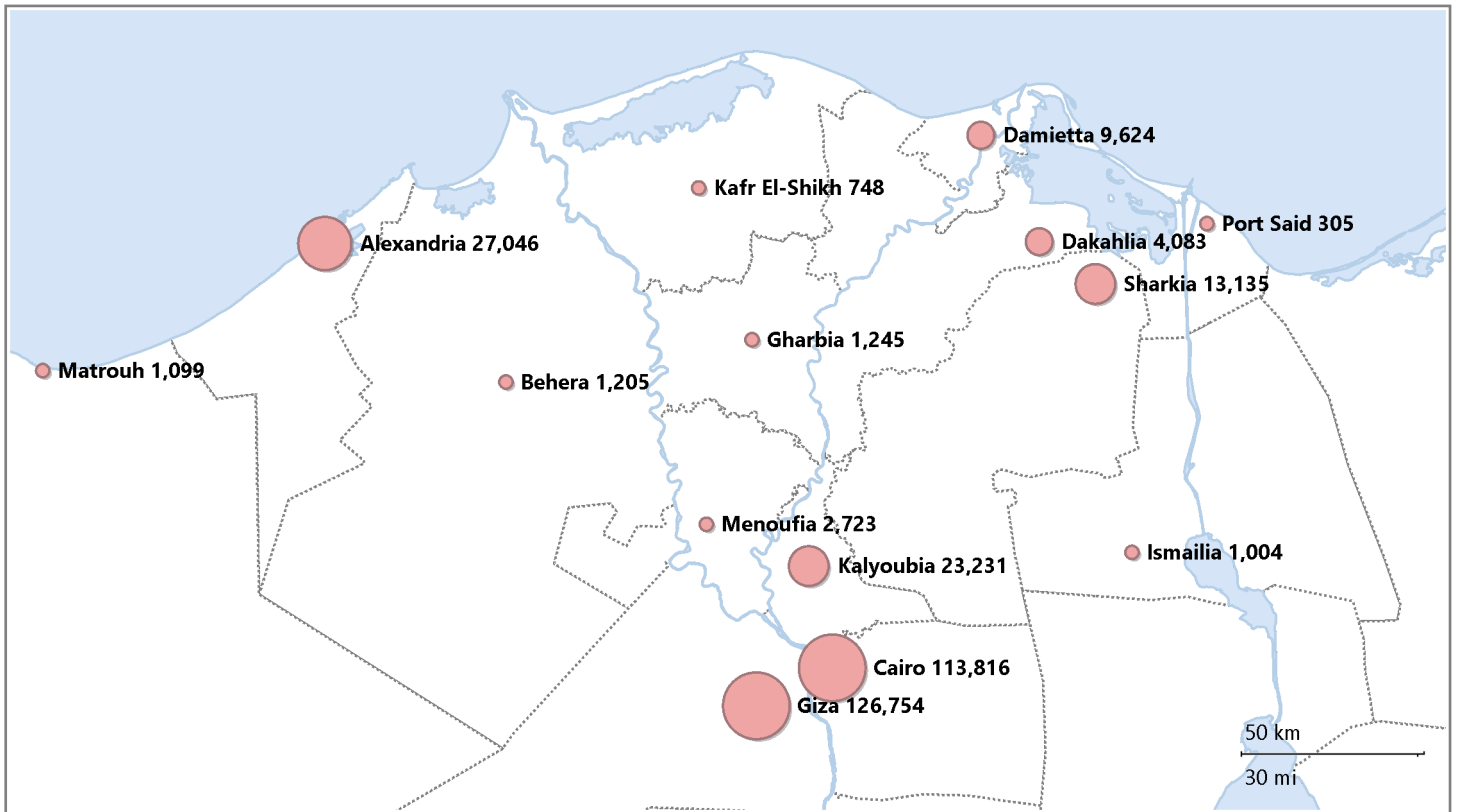 Damietta 9,624
Kafr El-Shikh 748
Port Said 305
Alexandria 27,046
Dakahlia 4,083
Sharkia 13,135
Gharbia 1,245
Matrouh 1,099
Behera 1,205
Menoufia 2,723
Ismailia 1,004
Kalyoubia 23,231
Cairo 113,816
Giza 126,754
50 km
30 mi